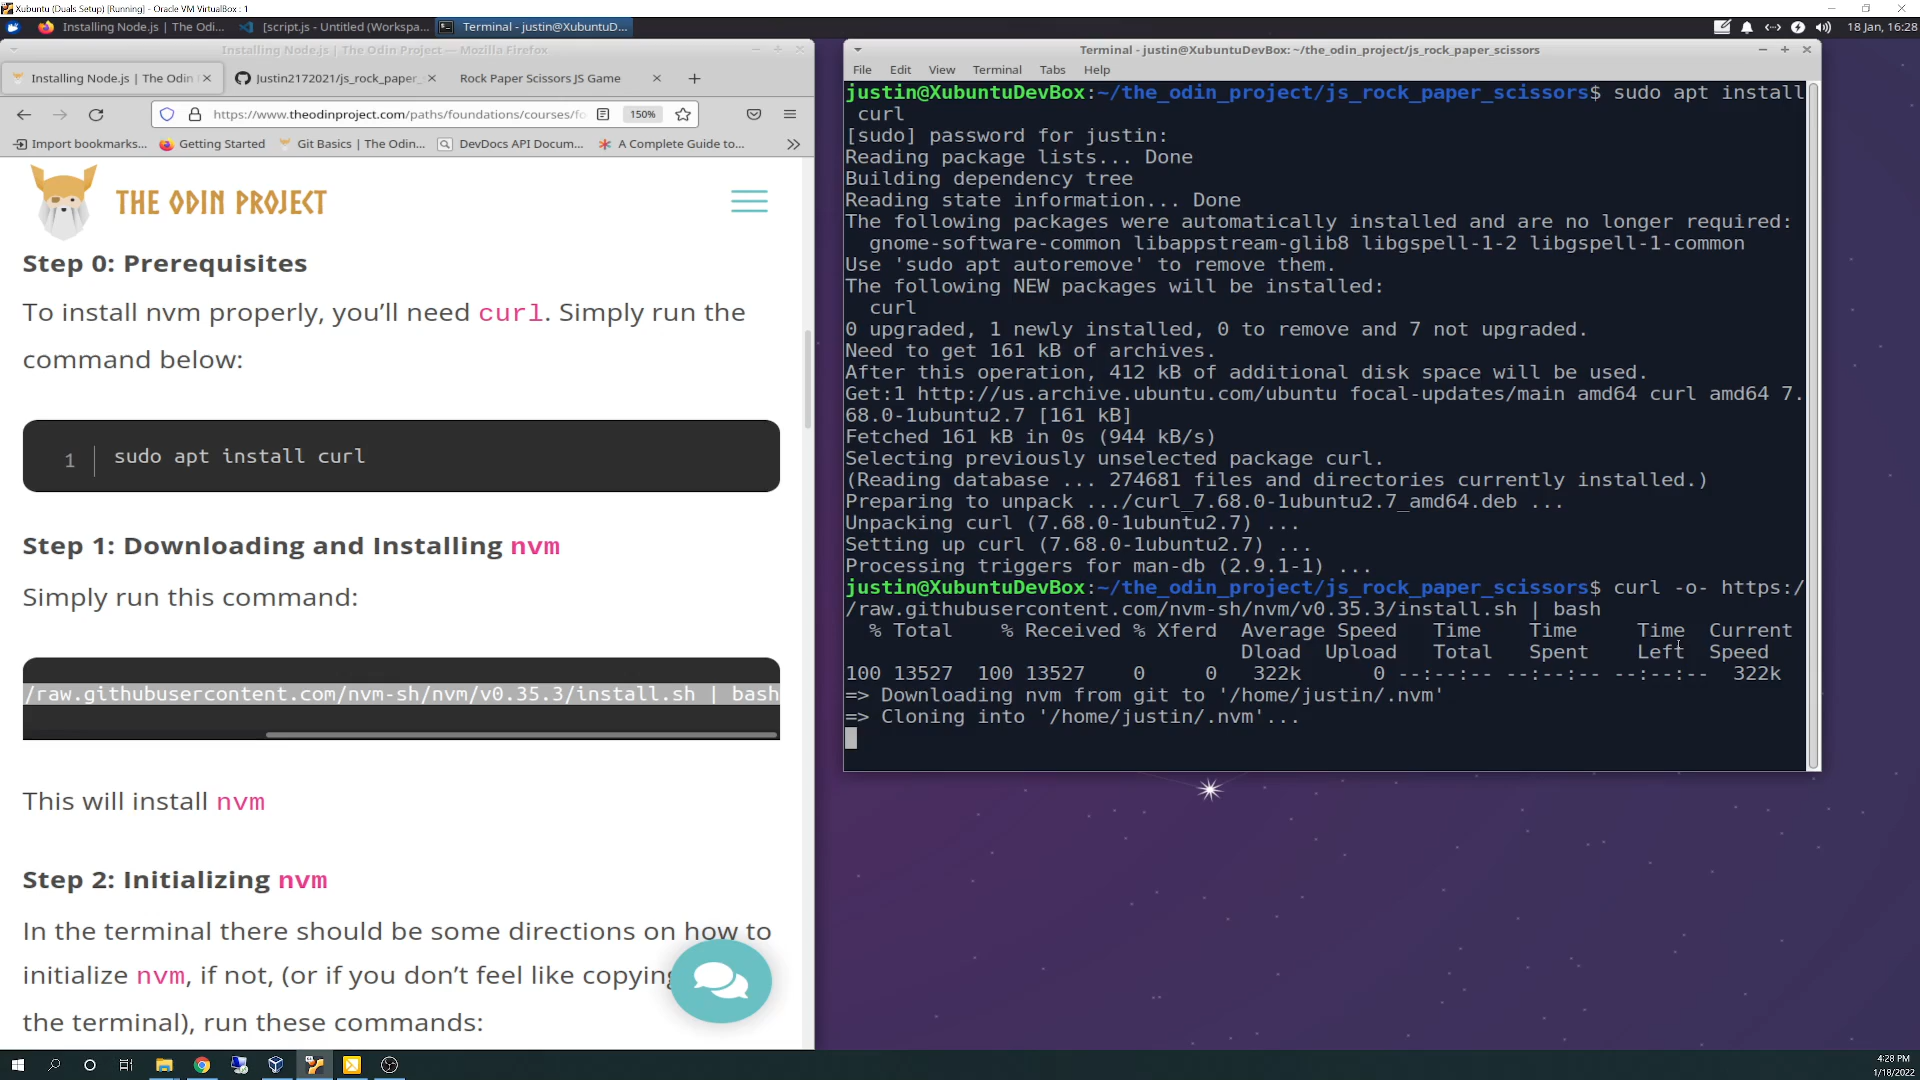 Xubuntu (Duals Setup) [Running] - Oracle VM VirtualBox : 1
Installing Node.js | The Odi...
[script.js - Untitled (Workspa...
Terminal - justin@XubuntuD...
18 Jan, 16:28
Installing Node.js | The Odin Project — Mozilla Firefox
Installing Node.js | The Odin
Justin2172021/js_rock_paper_
Rock Paper Scissors JS Game
https://www.theodinproject.com/paths/foundations/courses/fo
150%
Import bookmarks...
Getting Started
Git Basics | The Odin...
DevDocs API Docum...
A Complete Guide to...
THE ODIN PROJECT
Step 0: Prerequisites
To install nvm properly, you’ll need curl. Simply run the
command below:
1 sudo apt install curl
Step 1: Downloading and Installing nvm
Simply run this command:
/raw.githubusercontent.com/nvm-sh/nvm/v0.35.3/install.sh | bash
This will install nvm
Step 2: Initializing nvm
In the terminal there should be some directions on how to
initialize nvm, if not, (or if you don’t feel like copying
the terminal), run these commands:
Terminal - justin@XubuntuDevBox: ~/the_odin_project/js_rock_paper_scissors
File Edit View Terminal Tabs Help
justin@XubuntuDevBox:~/the_odin_project/js_rock_paper_scissors$ sudo apt install
curl
[sudo] password for justin:
Reading package lists... Done
Building dependency tree
Reading state information... Done
The following packages were automatically installed and are no longer required:
gnome-software-common libappstream-glib8 libgspell-1-2 libgspell-1-common
Use 'sudo apt autoremove' to remove them.
The following NEW packages will be installed:
curl
0 upgraded, 1 newly installed, 0 to remove and 7 not upgraded.
Need to get 161 kB of archives.
After this operation, 412 kB of additional disk space will be used.
Get:1 http://us.archive.ubuntu.com/ubuntu focal-updates/main amd64 curl amd64 7.
68.0-1ubuntu2.7 [161 kB]
Fetched 161 kB in 0s (944 kB/s)
Selecting previously unselected package curl.
(Reading database ... 274681 files and directories currently installed.)
Preparing to unpack .../curl_7.68.0-1ubuntu2.7_amd64.deb ...
Unpacking curl (7.68.0-1ubuntu2.7) ...
Setting up curl (7.68.0-1ubuntu2.7) ...
Processing triggers for man-db (2.9.1-1) ...
justin@XubuntuDevBox:~/the_odin_project/js_rock_paper_scissors$ curl -o- https:/
/raw.githubusercontent.com/nvm-sh/nvm/v0.35.3/install.sh | bash
% Total % Received % Xferd Average Speed Time Time Time Current
Dload Upload Total Spent Left Speed
100 13527 100 13527 0 0 322k 0 --:--:-- --:--:-- --:--:-- 322k
=> Downloading nvm from git to '/home/justin/.nvm'
=> Cloning into '/home/justin/.nvm'...
4:28 PM
1/18/2022